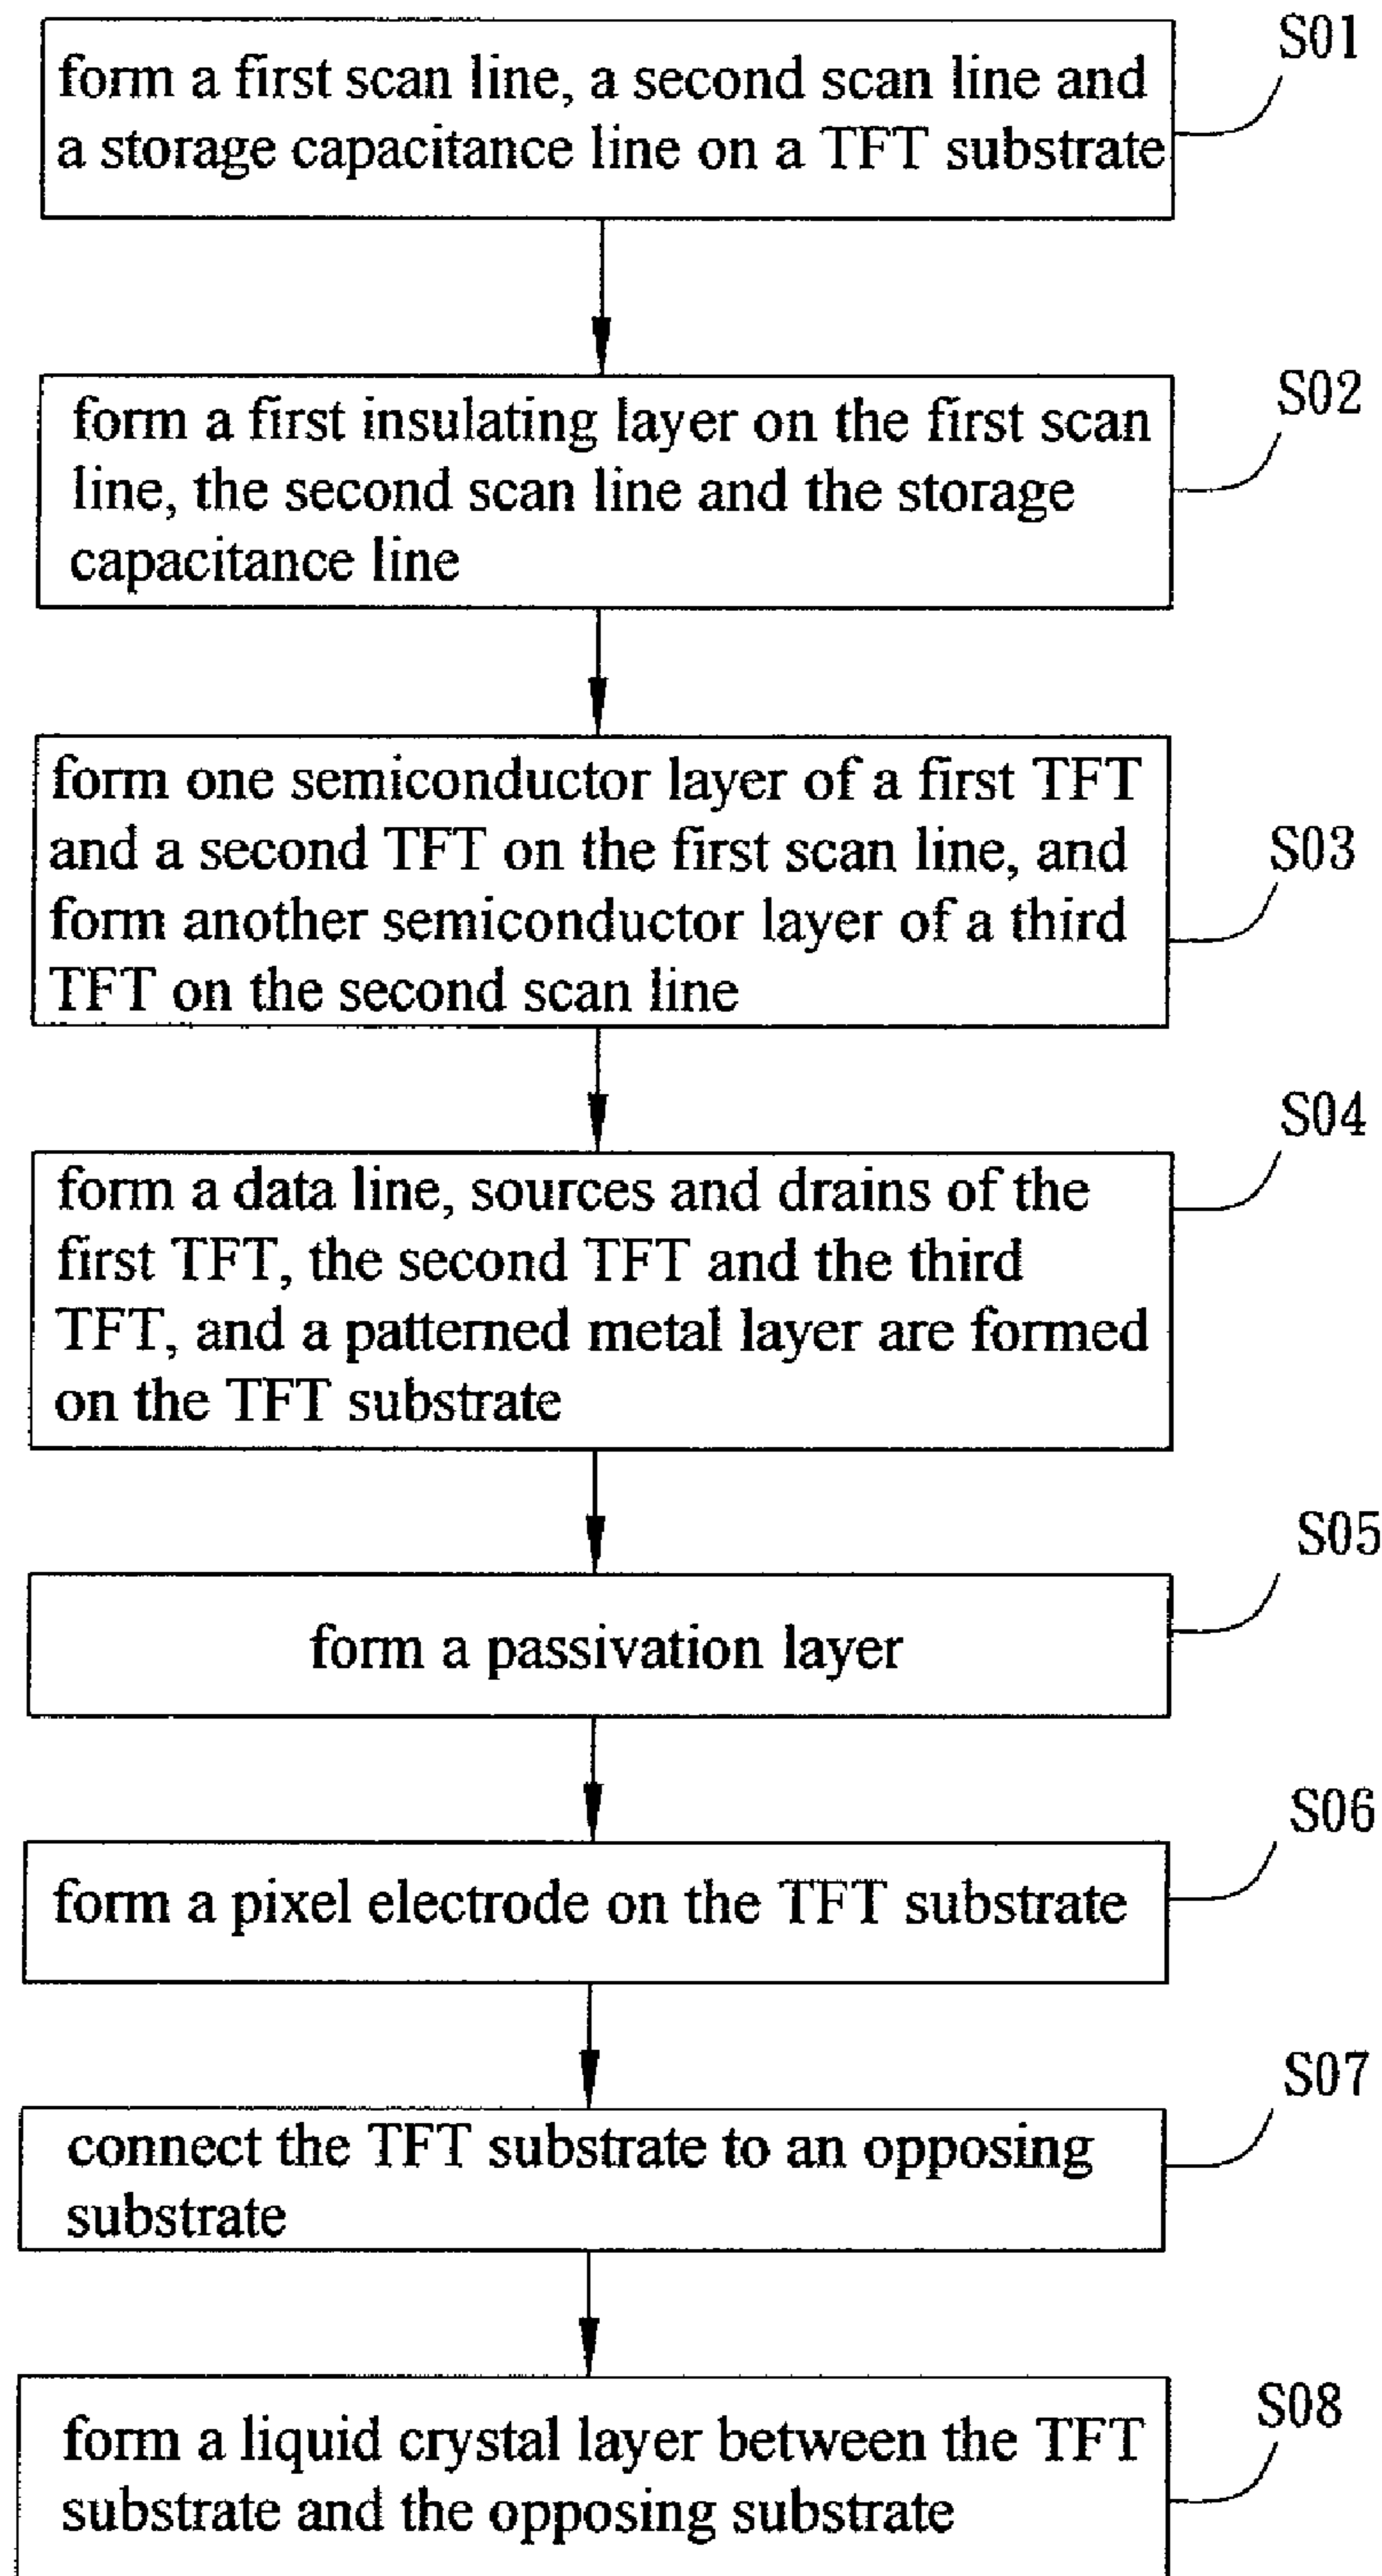 S01
form a first scan line, a second scan line and
a storage capacitance line on a TFT substrate
S02
form a first insulating layer on the first scan
line, the second scan line and the storage
capacitance line
form one semiconductor layer of a first TFT
and a second TFT on the first scan line, and
S03
form another semiconductor layer of a third
TFT on the second scan line
S04
form a data line, sources and drains of the
first TFT, the second TFT and the third
TFT, and a patterned metal layer are formed
on the TFT substrate
S05
form a passivation layer
S06
form a pixel electrode on the TFT substrate
S07
connect the TFT substrate to an opposing
substrate
S08
form a liquid crystal layer between the TFT
substrate and the opposing substrate